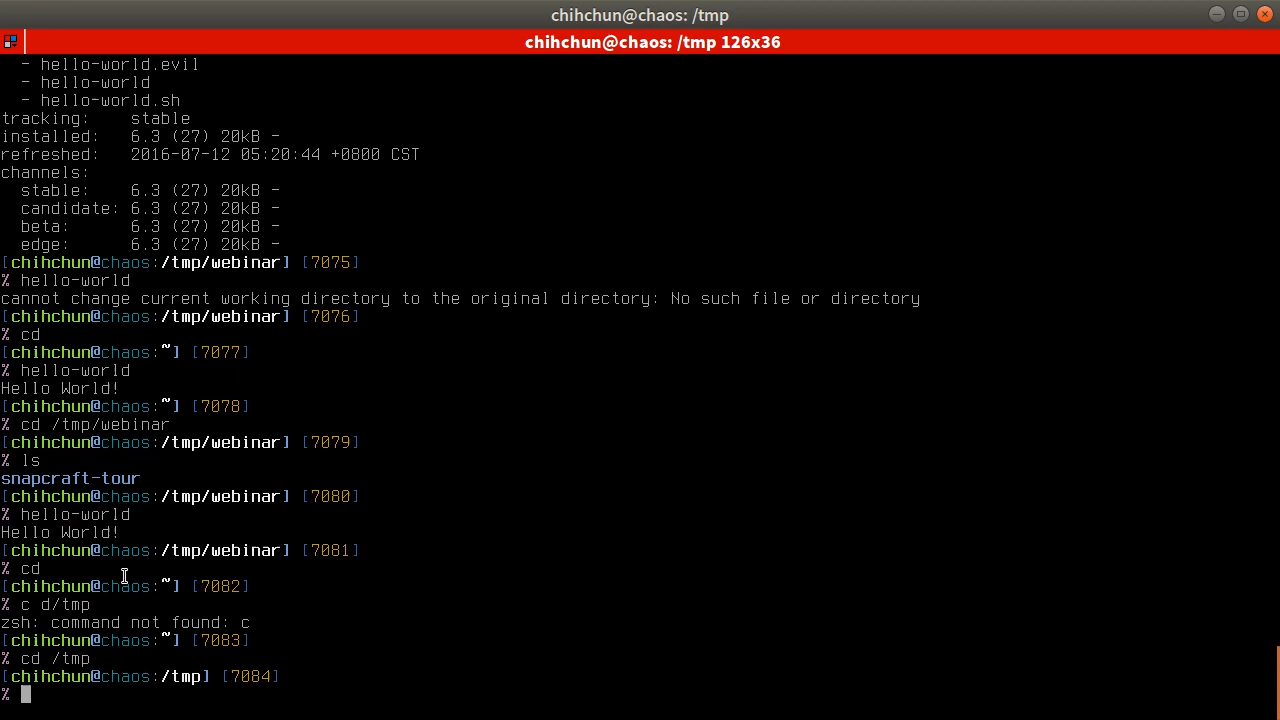 chihchun@chaos: /tmp
chihchun@chaos: /tmp 126x36
  - hello-world.evil
  - hello-world
  - hello-world.sh
tracking:    stable
installed:   6.3 (27) 20kB -
refreshed:   2016-07-12 05:20:44 +0800 CST
channels:
  stable:    6.3 (27) 20kB -
  candidate: 6.3 (27) 20kB -
  beta:      6.3 (27) 20kB -
  edge:      6.3 (27) 20kB -
[chihchun@chaos:/tmp/webinar] [7075]
% hello-world
cannot change current working directory to the original directory: No such file or directory
[chihchun@chaos:/tmp/webinar] [7076]
% cd
[chihchun@chaos:~] [7077]
% hello-world
Hello World!
[chihchun@chaos:~] [7078]
% cd /tmp/webinar
[chihchun@chaos:/tmp/webinar] [7079]
% ls
snapcraft-tour
[chihchun@chaos:/tmp/webinar] [7080]
% hello-world
Hello World!
[chihchun@chaos:/tmp/webinar] [7081]
% cd
[chihchun@chaos:~] [7082]
% c d/tmp
zsh: command not found: c
[chihchun@chaos:~] [7083]
% cd /tmp
[chihchun@chaos:/tmp] [7084]
%